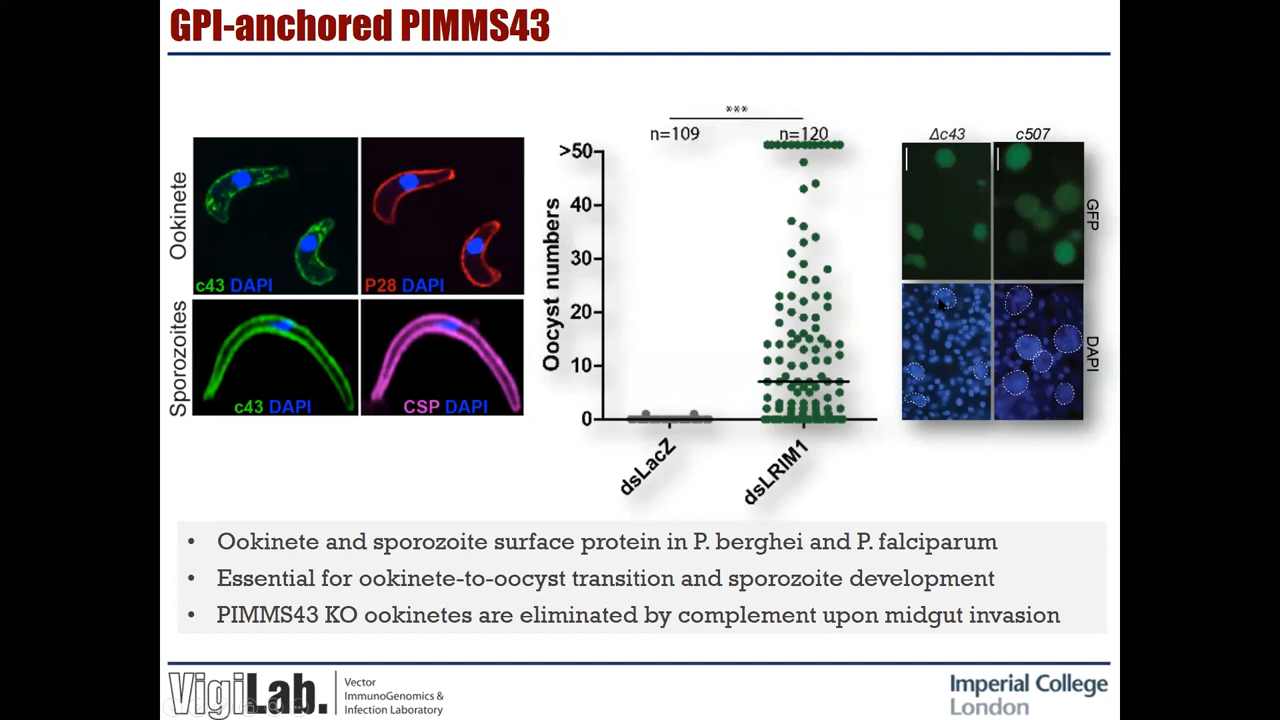 GPI-anchored PIMMS43
Ookinete
c43 DAPI
P28 DAPI
Sporozoites
c43 DAPI
CSP DAPI
***
n=109
n=120
Oocyst numbers
>50
40
30
20
10
0
dsLacZ
dsLRIM1
Δc43
c507
GFP
DAPI
• Ookinete and sporozoite surface protein in P. berghei and P. falciparum
• Essential for ookinete-to-oocyst transition and sporozoite development
• PIMMS43 KO ookinetes are eliminated by complement upon midgut invasion
VigiLab.
Vector
ImmunoGenomics &
Infection Laboratory
Imperial College
London